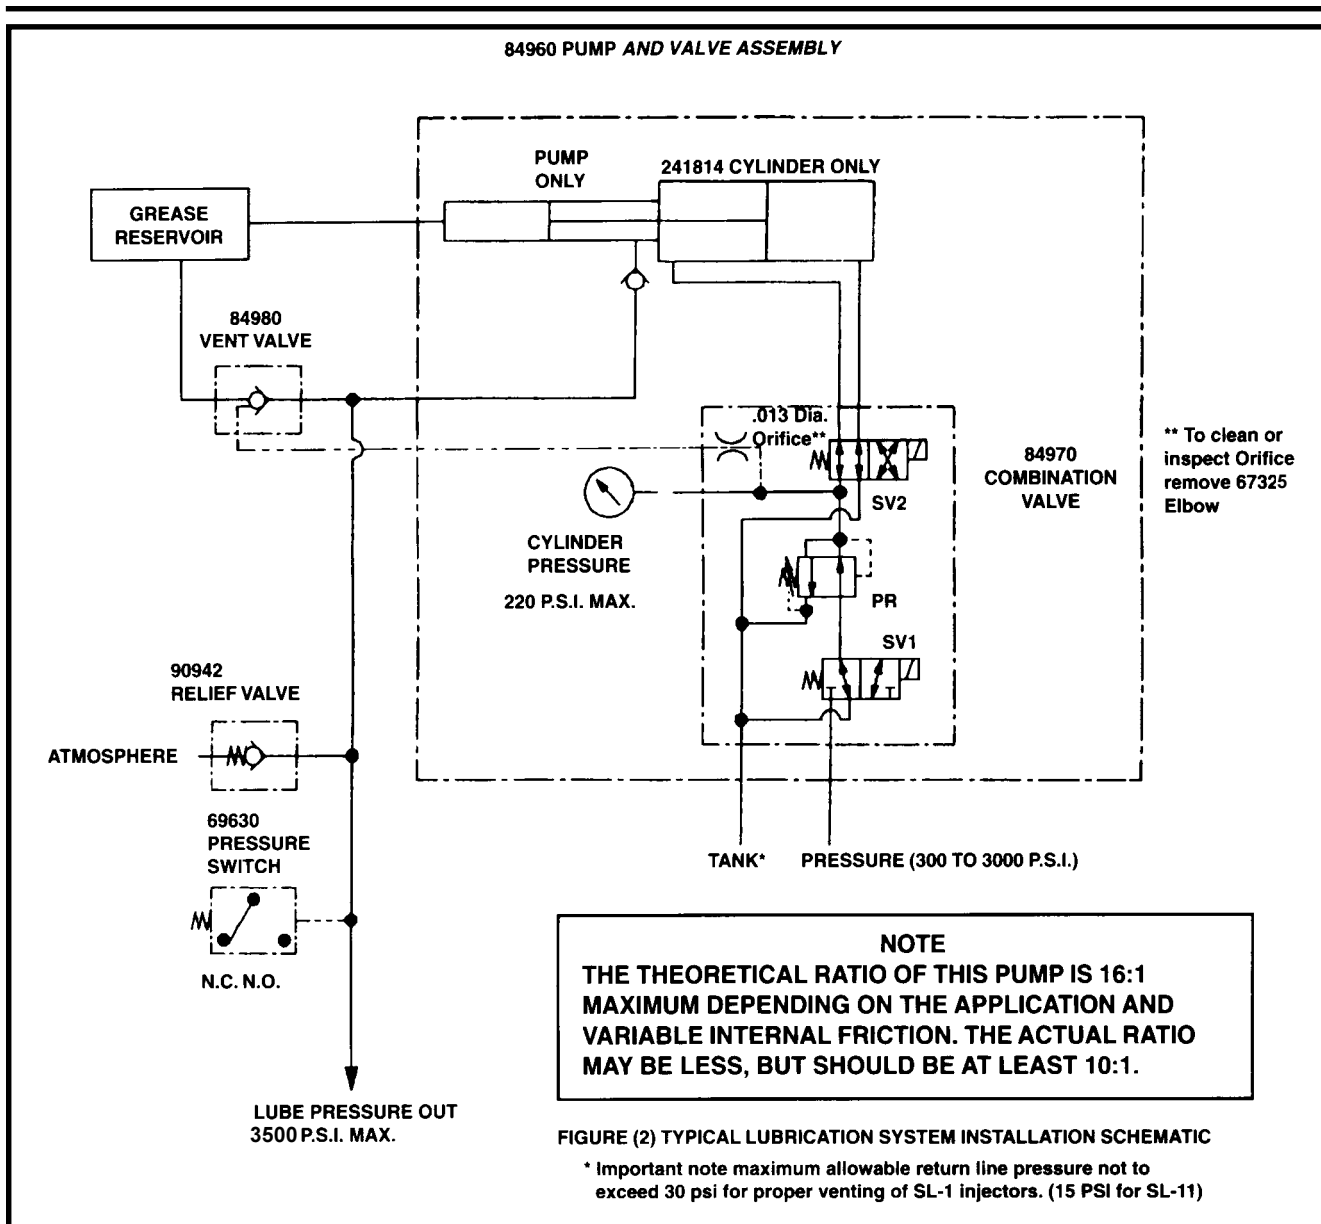 84960 PUMP AND VALVE ASSEMBLY
PUMP
ONLY
241814 CYLINDER ONLY
GREASE
RESERVOIR
84980
VENT VALVE
.013 Dia.
Orifice**
84970
COMBINATION
VALVE
** To clean or
inspect Orifice
remove 67325
Elbow
SV2
CYLINDER
PRESSURE
220 P.S.I. MAX.
PR
SV1
90942
RELIEF VALVE
ATMOSPHERE
69630
PRESSURE
SWITCH
N.C. N.O.
TANK*
PRESSURE (300 TO 3000 P.S.I.)
LUBE PRESSURE OUT
3500 P.S.I. MAX.
NOTE
THE THEORETICAL RATIO OF THIS PUMP IS 16:1
MAXIMUM DEPENDING ON THE APPLICATION AND
VARIABLE INTERNAL FRICTION. THE ACTUAL RATIO
MAY BE LESS, BUT SHOULD BE AT LEAST 10:1.
FIGURE (2) TYPICAL LUBRICATION SYSTEM INSTALLATION SCHEMATIC
* Important note maximum allowable return line pressure not to
exceed 30 psi for proper venting of SL-1 injectors. (15 PSI for SL-11)